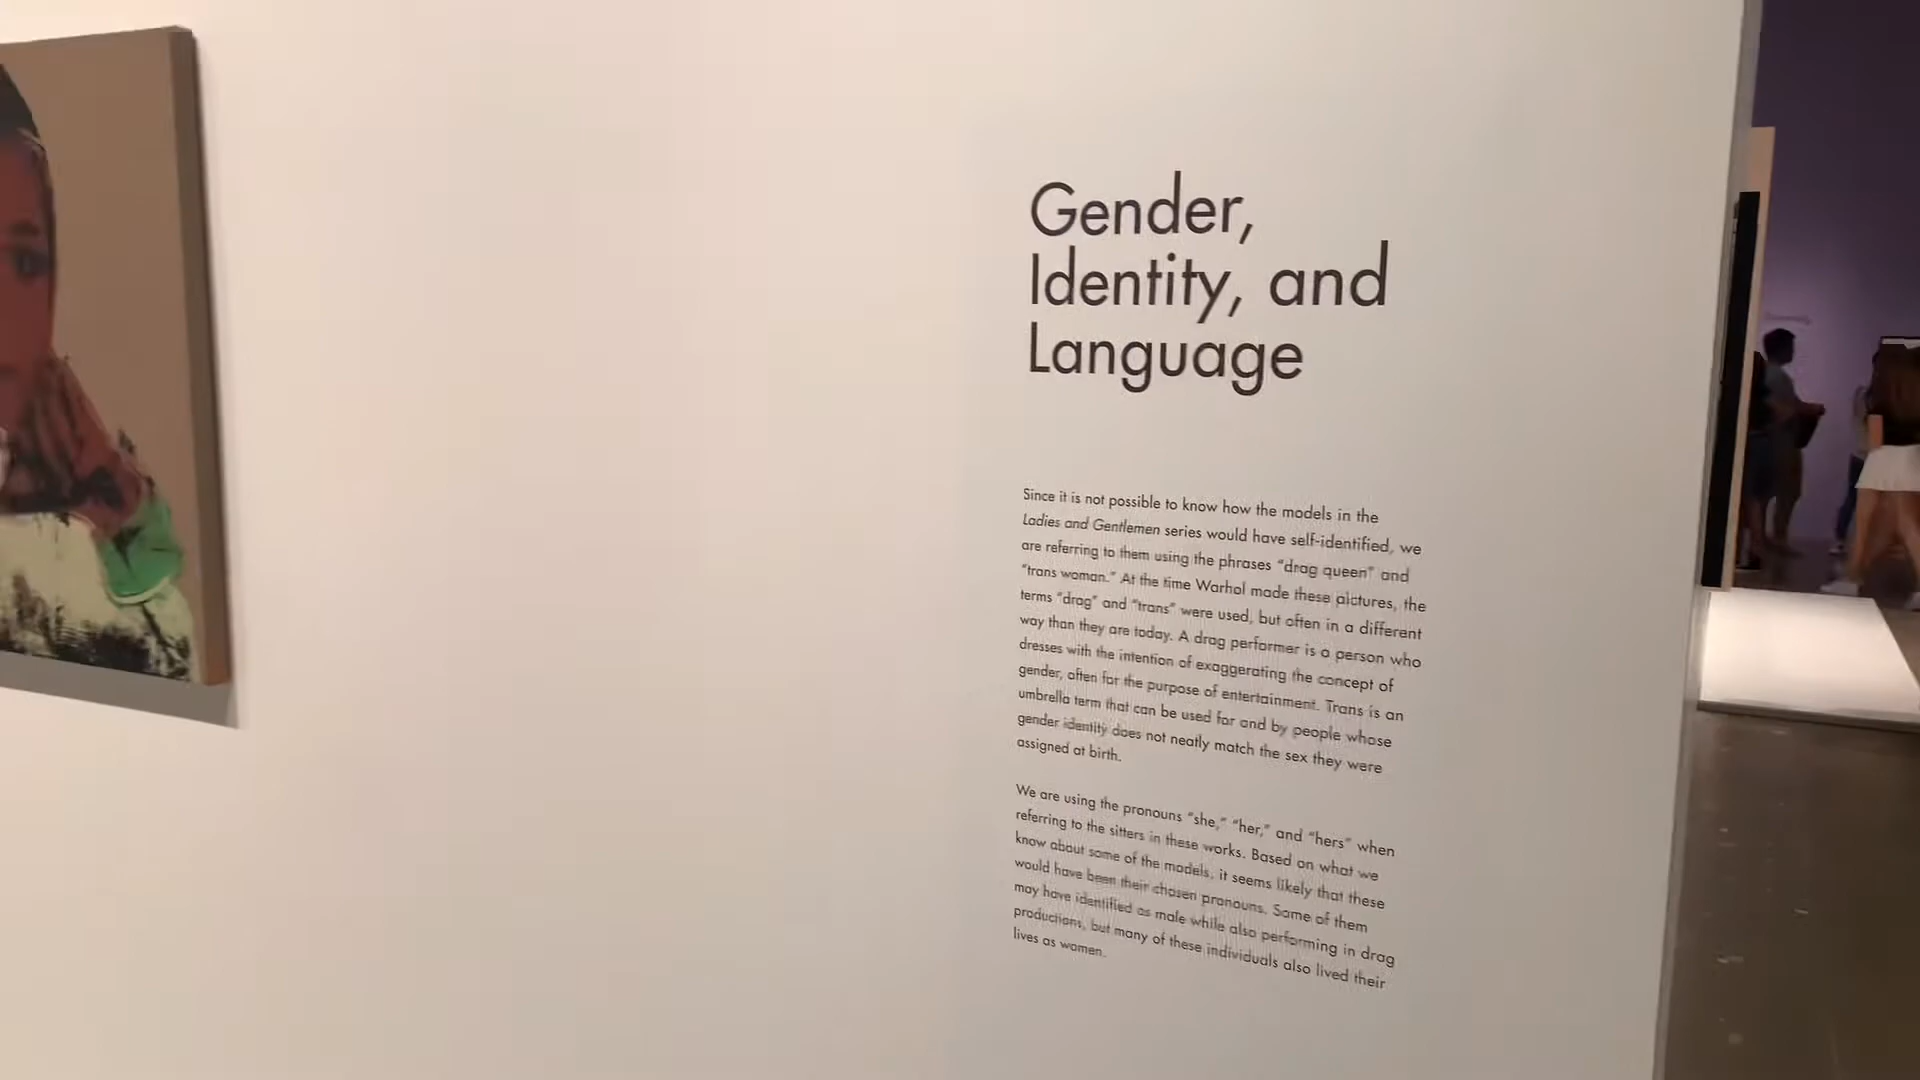 Gender,
Identity, and
Language
Since it is not possible to know how the models in the
Ladies and Gentlemen series would have self-identified, we
are referring to them using the phrases “drag queen” and
“trans woman.” At the time Warhol made these pictures, the
terms “drag” and “trans” were used, but often in a different
way than they are today. A drag performer is a person who
dresses with the intention of exaggerating the concept of
gender, often for the purpose of entertainment. Trans is an
umbrella term that can be used for and by people whose
gender identity does not neatly match the sex they were
assigned at birth.
We are using the pronouns “she,” “her,” and “hers” when
referring to the sitters in these works. Based on what we
know about some of the models, it seems likely that these
would have been their chosen pronouns. Some of them
may have identified as male while also performing in drag
productions, but many of these individuals also lived their
lives as women.